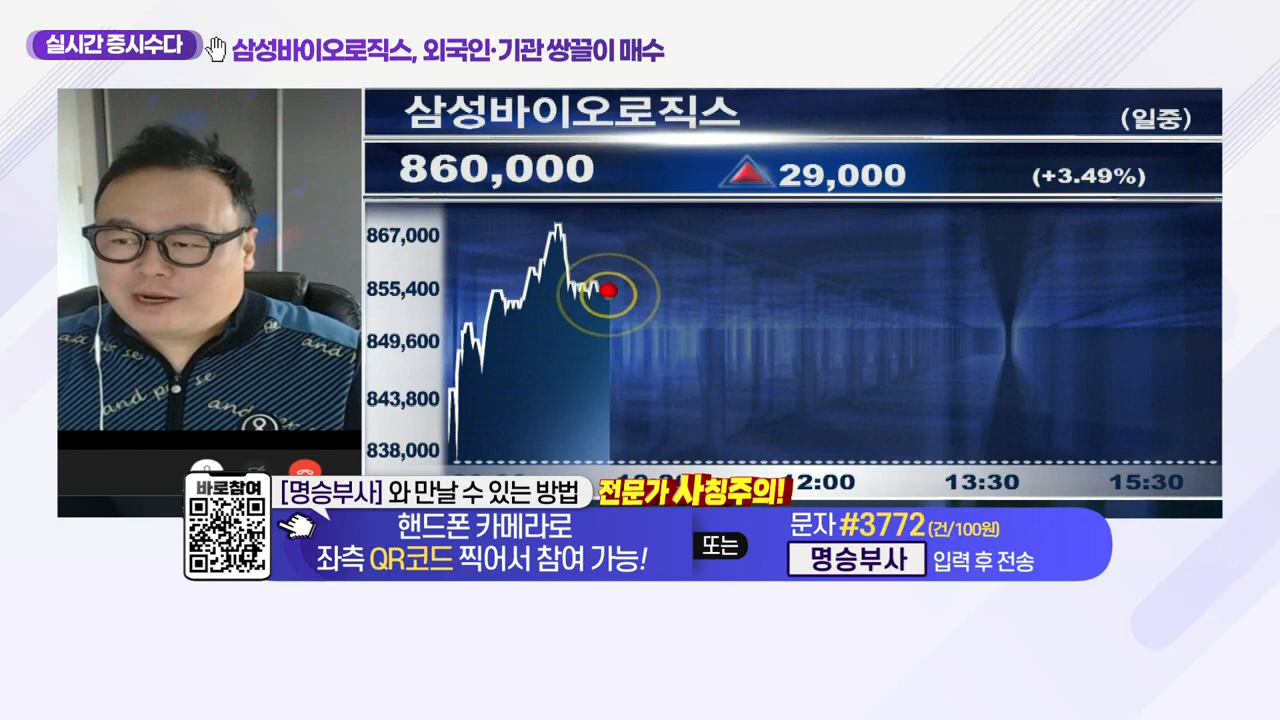 실시간 증시수다
삼성바이오로직스, 외국인·기관 쌍끌이 매수
삼성바이오로직스
(일중)
860,000
29,000
(+3.49%)
867,000
855,400
849,600
843,800
838,000
2:00
13:30
15:30
and
and pause
and
바로참여
[명승부사] 와 만날 수 있는 방법
전문가 사칭주의!
핸드폰 카메라로
좌측 QR코드 찍어서 참여 가능!
또는
문자 #3772 (건/100원)
명승부사 입력 후 전송